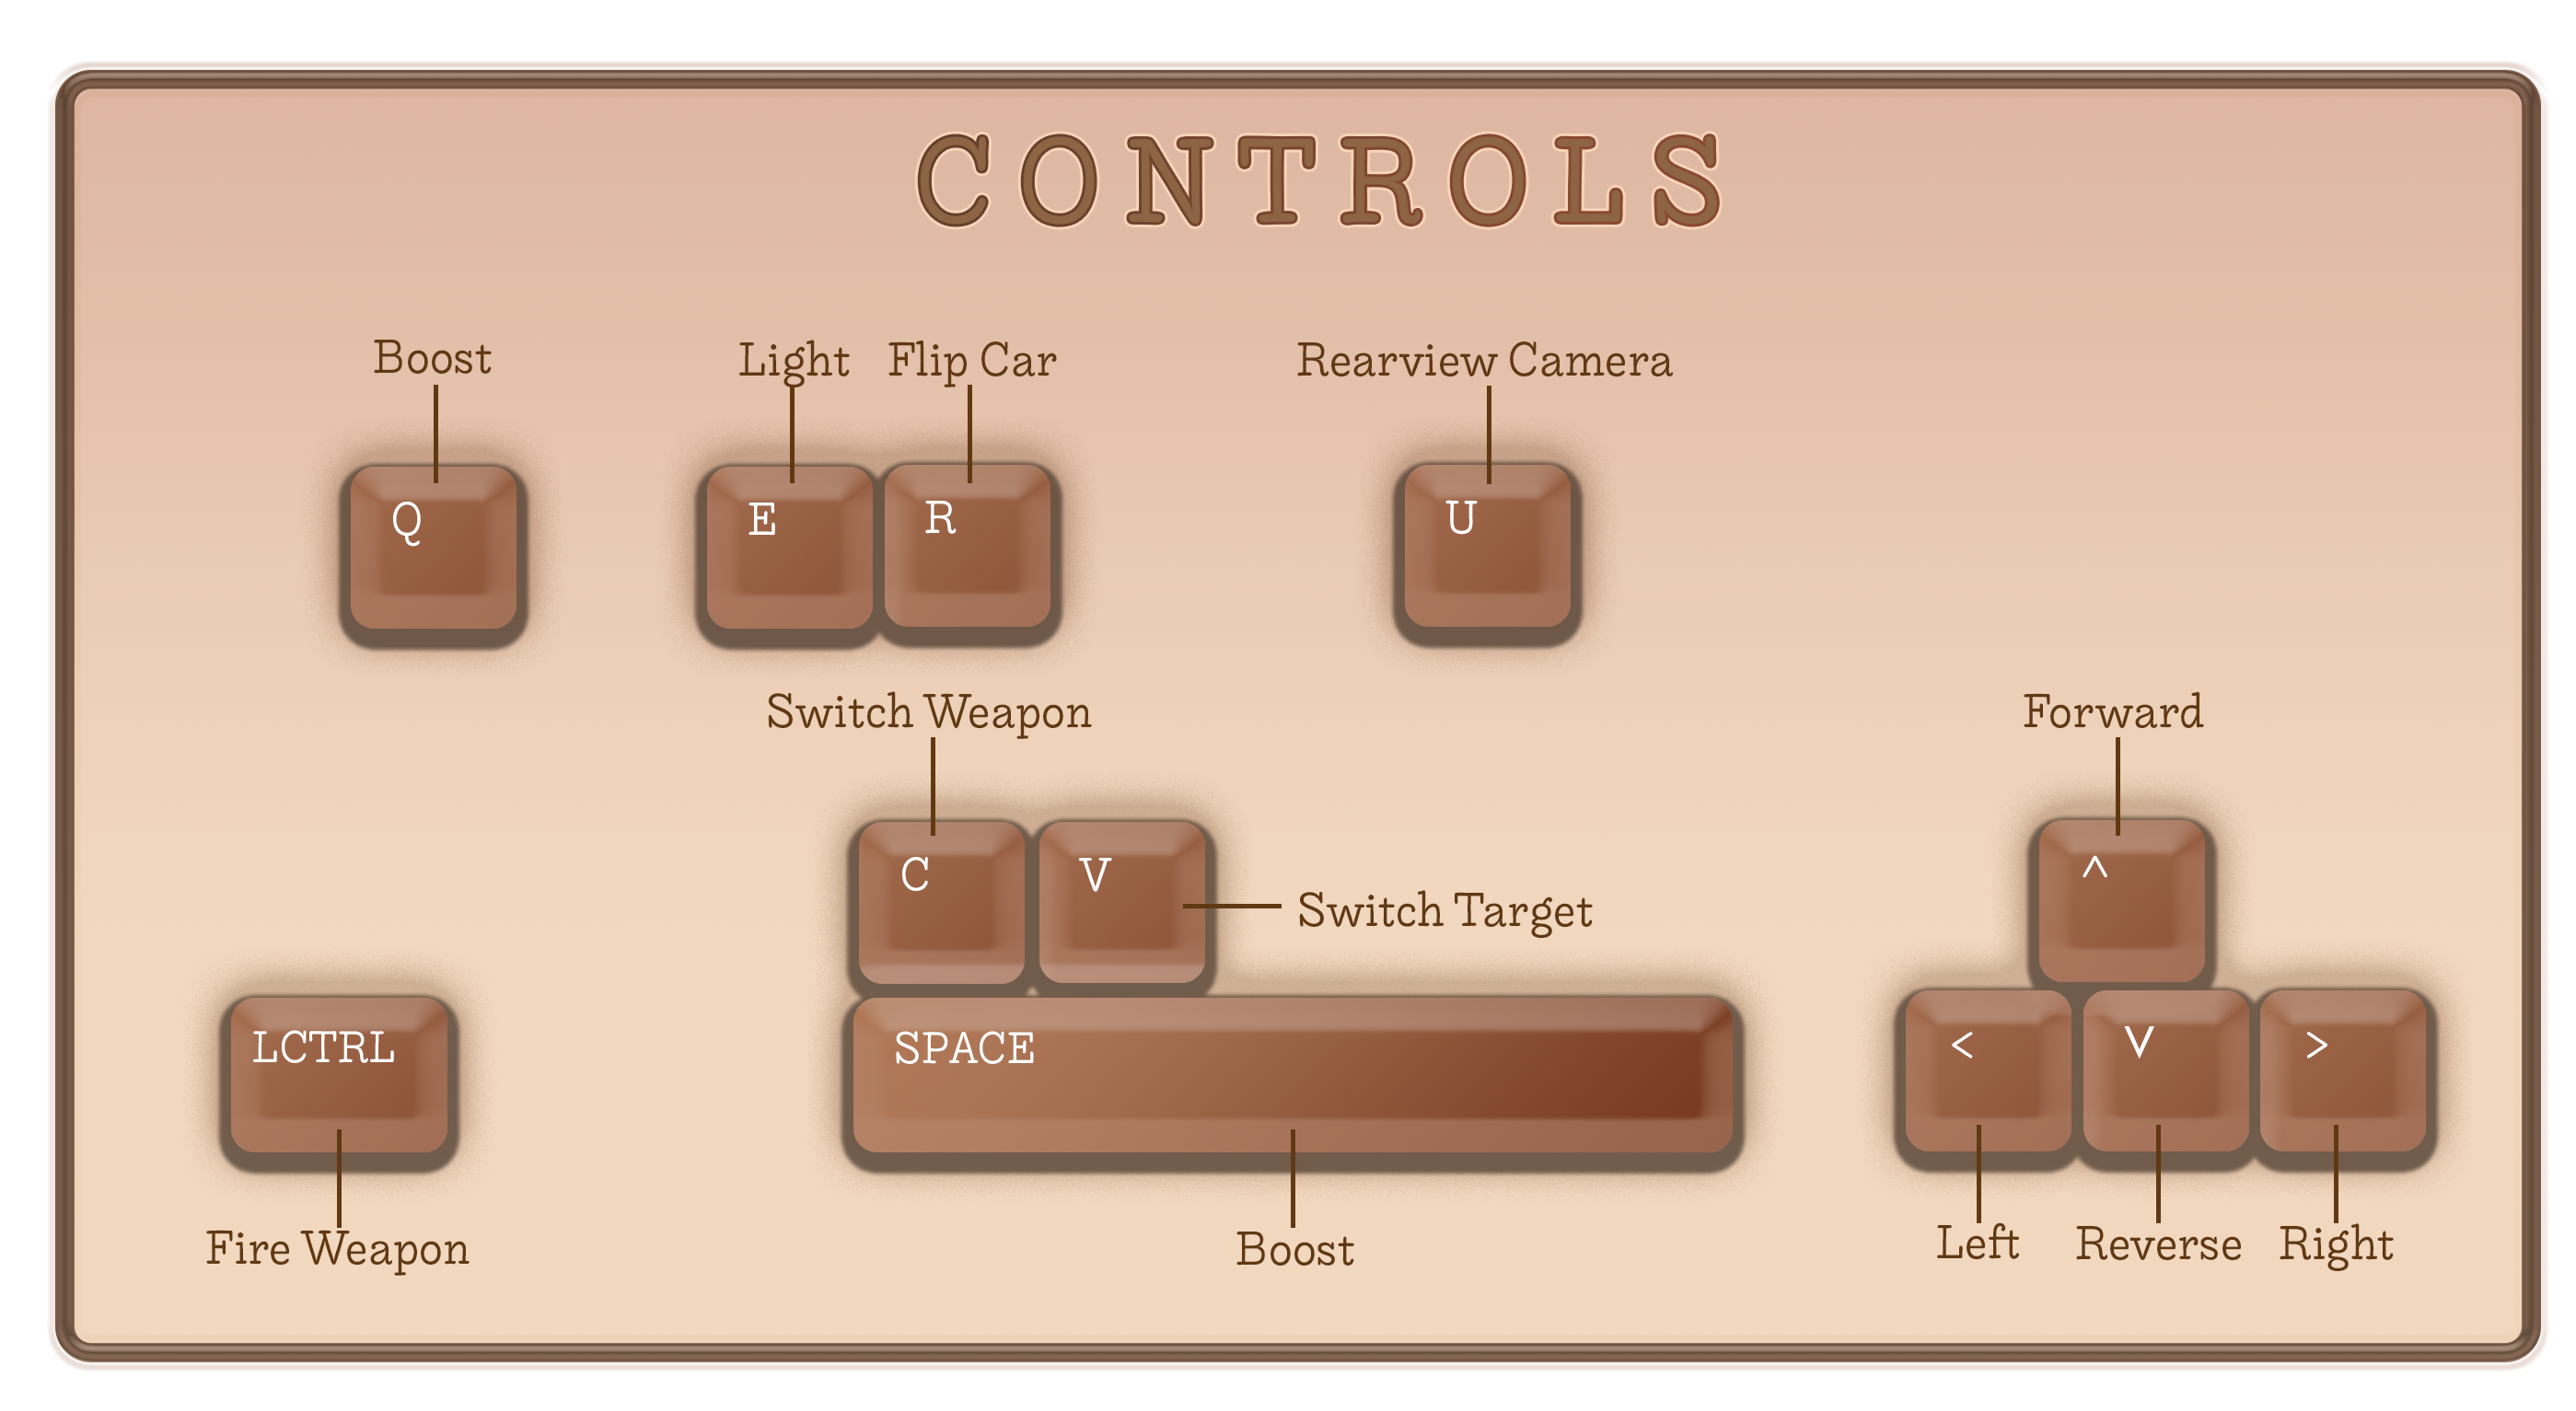 CONTROLS
Boost
Light
Flip Car
Rearview Camera
Q
E
R
U
Switch Weapon
Forward
C
V
Switch Target
^
LCTRL
SPACE
<
V
>
Fire Weapon
Boost
Left
Reverse
Right